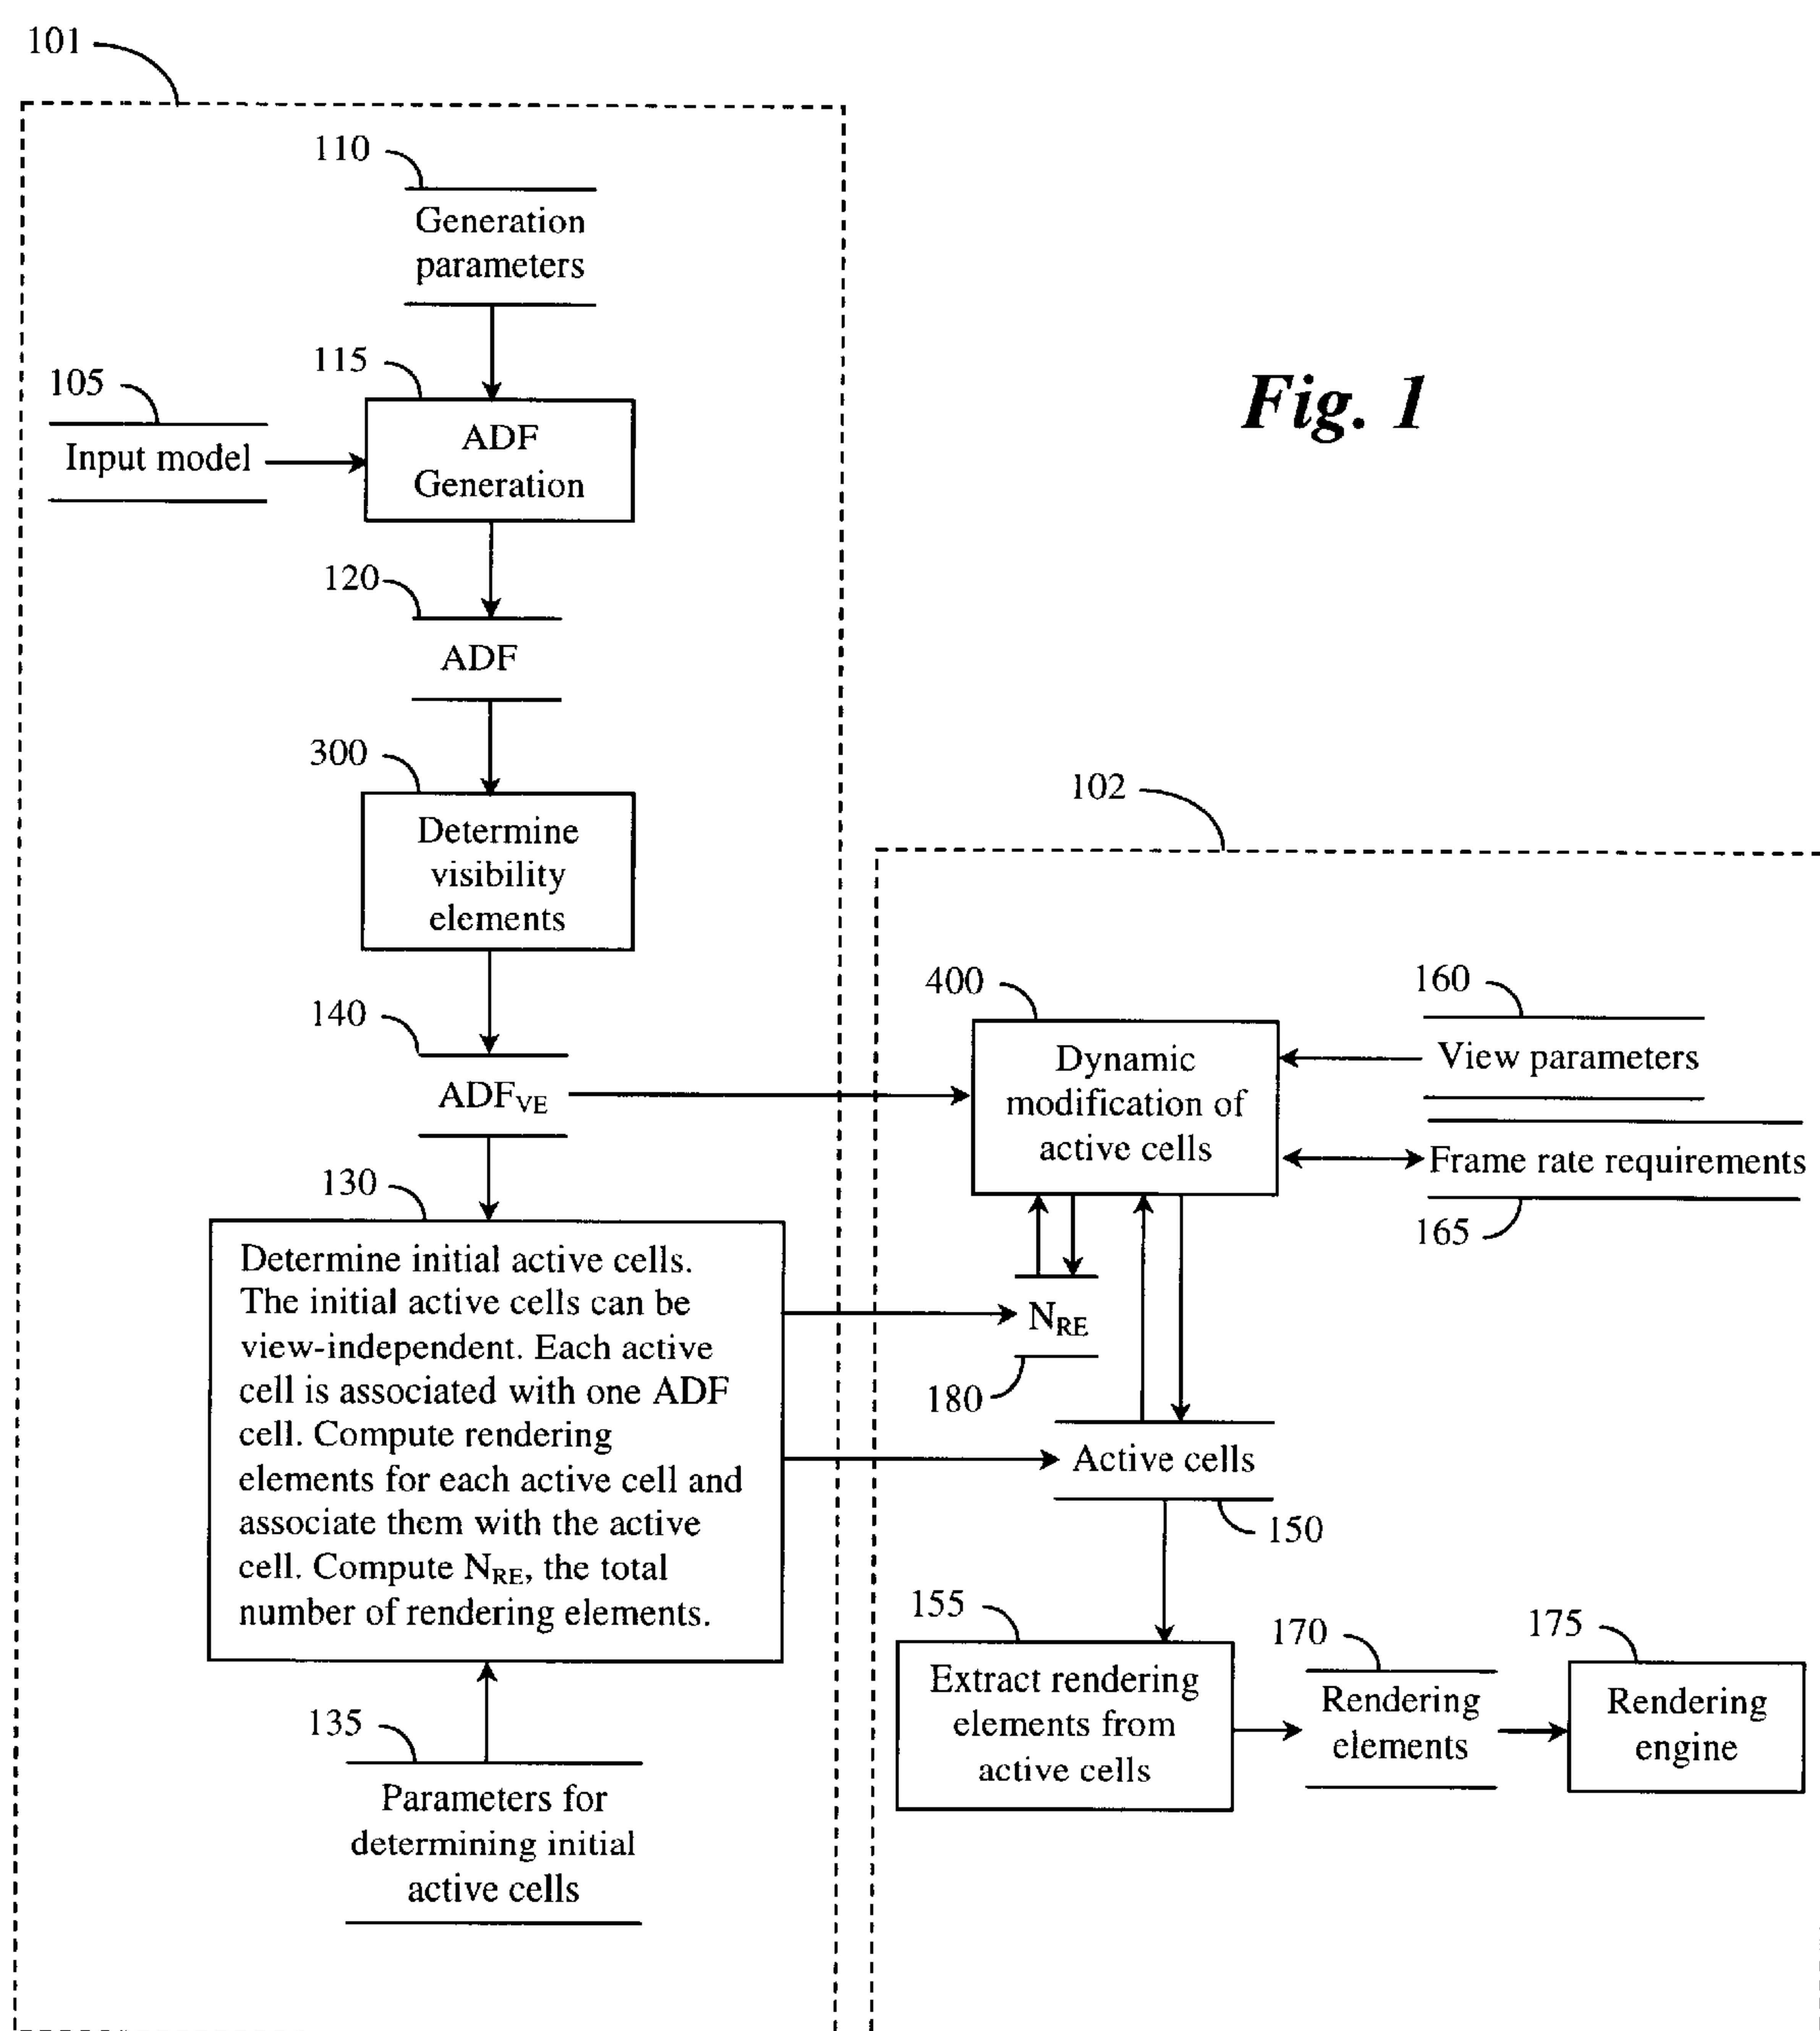 101
110
Generation
parameters
Fig. 1
115
105
ADF
Generation
Input model
120
ADF
300
Determine
visibility
elements
102
140
ADFVE
400
Dynamic
modification of
active cells
160
View parameters
Frame rate requirements
165
130
Determine initial active cells.
The initial active cells can be
view-independent. Each active
cell is associated with one ADF
cell. Compute rendering
elements for each active cell and
associate them with the active
cell. Compute NRE, the total
number of rendering elements.
NRE
180
Active cells
150
135
Parameters for
determining initial
active cells
155
Extract rendering
elements from
active cells
170
Rendering
elements
175
Rendering
engine